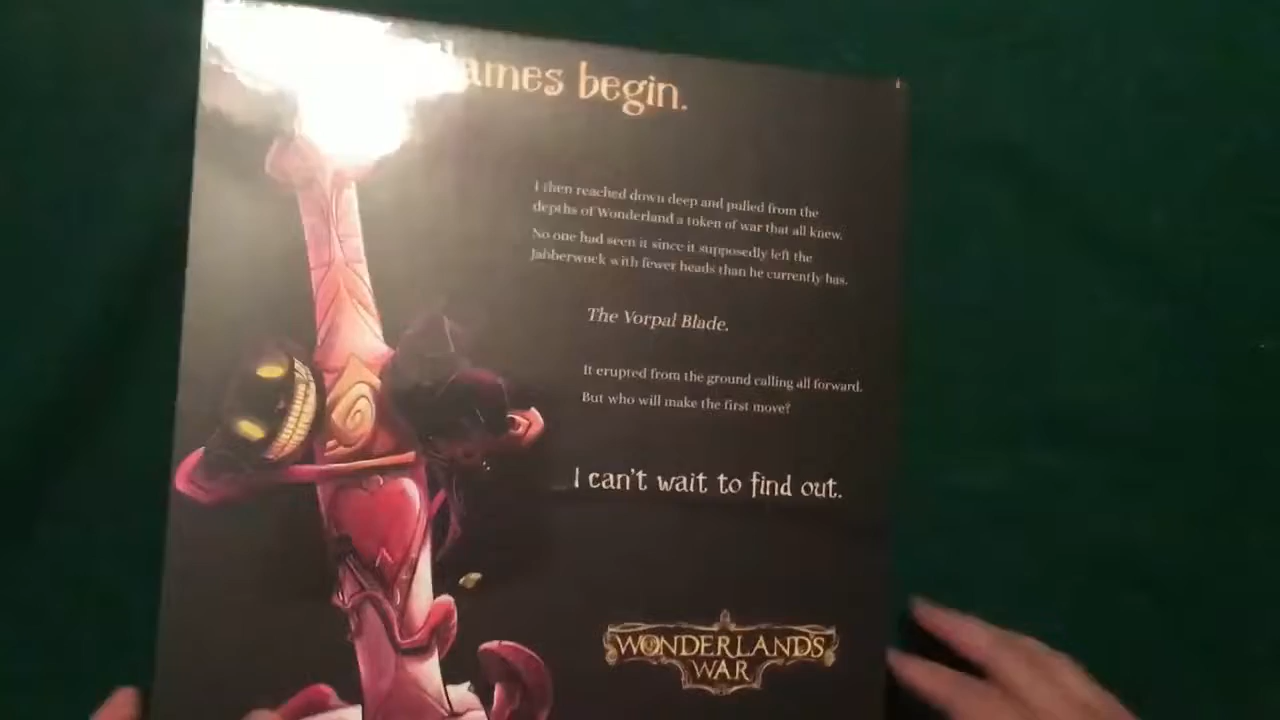 begin.
I then reached down deep and pulled from the
depths of Wonderland a token of war that all knew.
No one had seen it since it supposedly left the
Jabberwock with fewer heads than he currently has.
The Vorpal Blade.
It erupted from the ground calling all forward.
But who will make the first move?
I can't wait to find out.
WONDERLAND'S
WAR